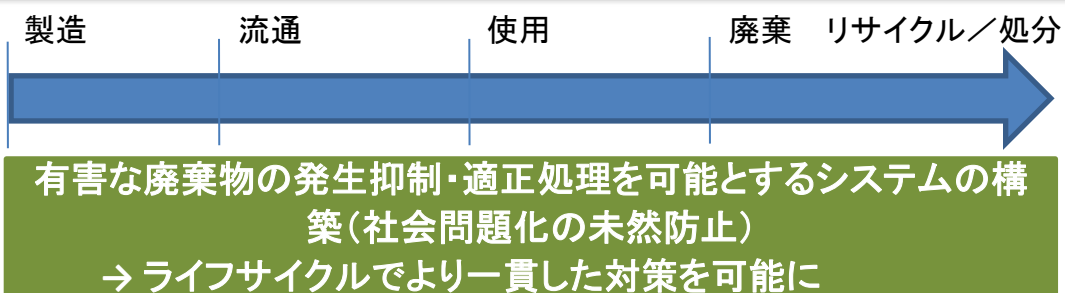 製造 流通 使用 廃棄 リサイクル／処分
有害な廃棄物の発生抑制・適正処理を可能とするシステムの構
築（社会問題化の未然防止）
→ ライフサイクルでより一貫した対策を可能に